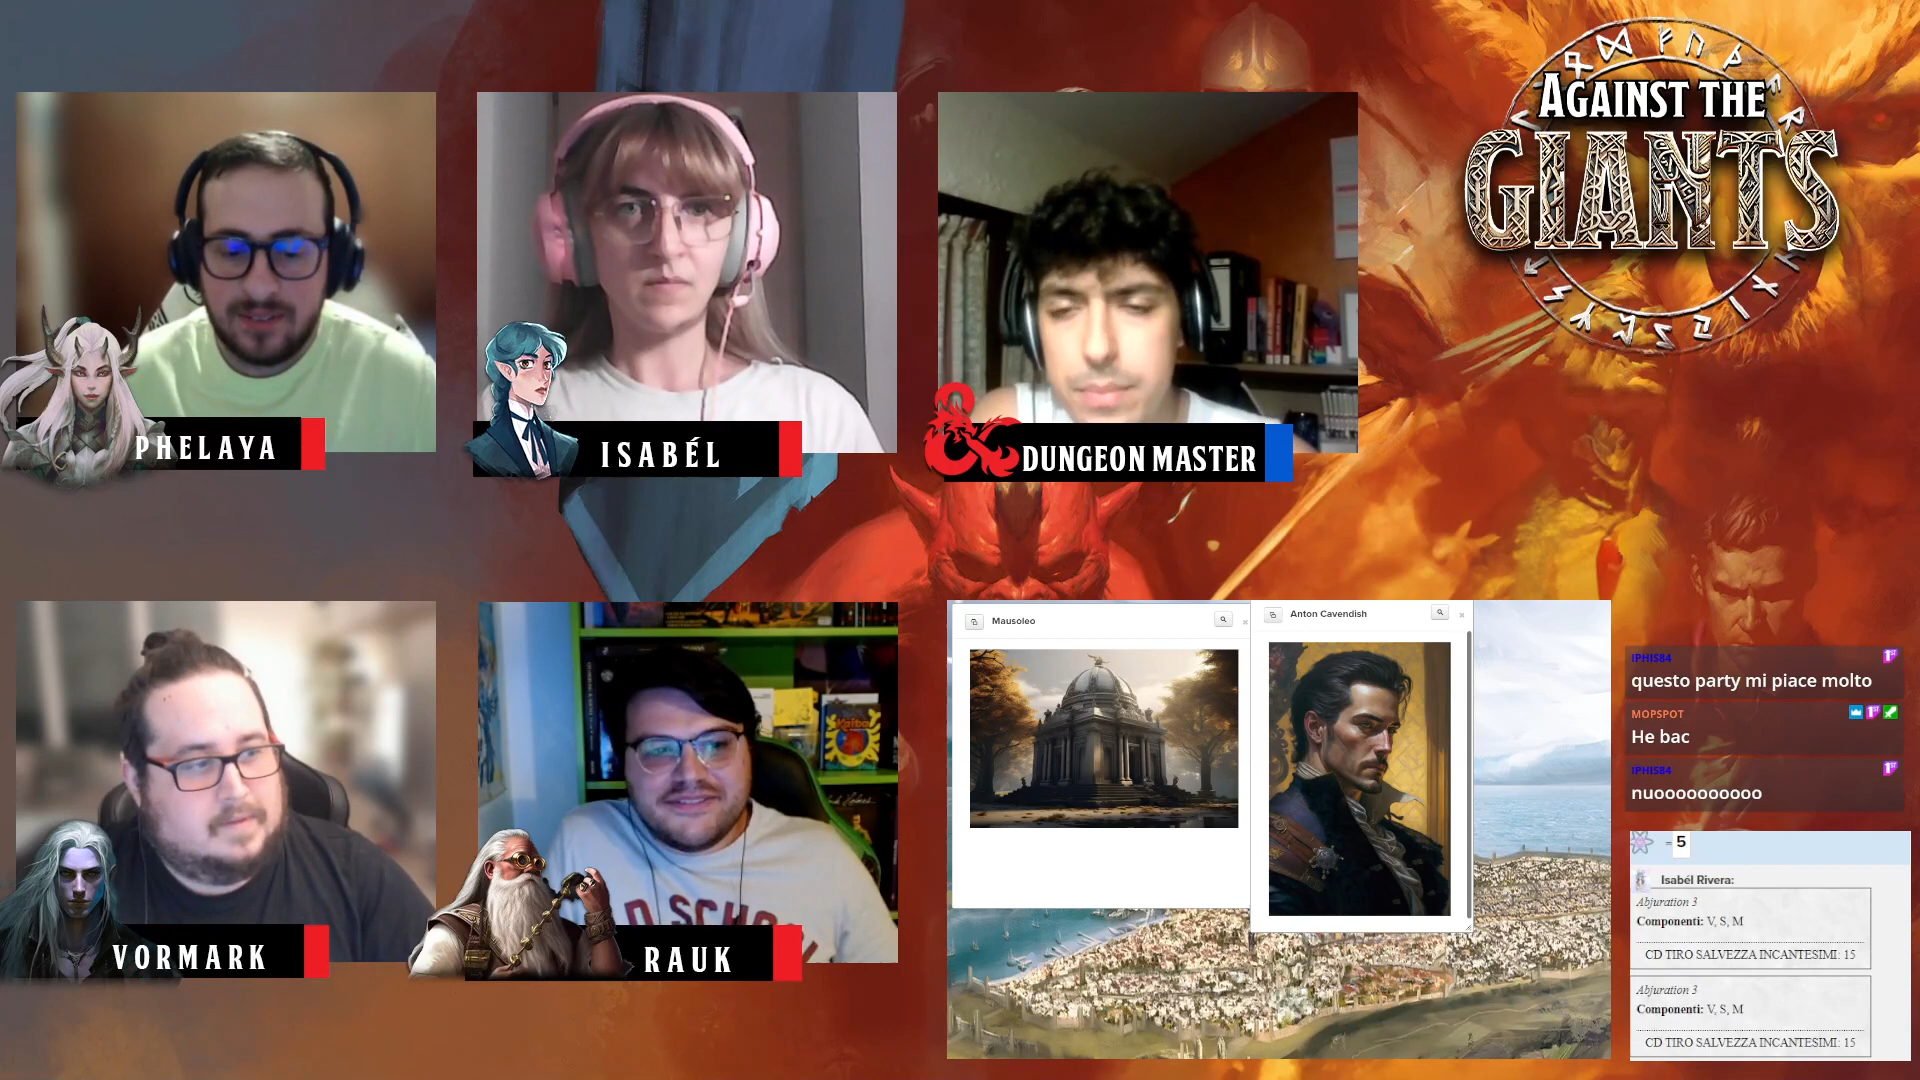 AGAINST THE
GIANTS
PHELAYA
ISABÉL
DUNGEON MASTER
VORMARK
RAUK
Mausoleo
Anton Cavendish
IPHIS84
questo party mi piace molto
MOPSPOT
He bac
IPHIS84
nuoooooooooo
= 5
Isabél Rivera:
Abjuration 3
Componenti: V, S, M
CD TIRO SALVEZZA INCANTESIMI: 15
Abjuration 3
Componenti: V, S, M
CD TIRO SALVEZZA INCANTESIMI: 15